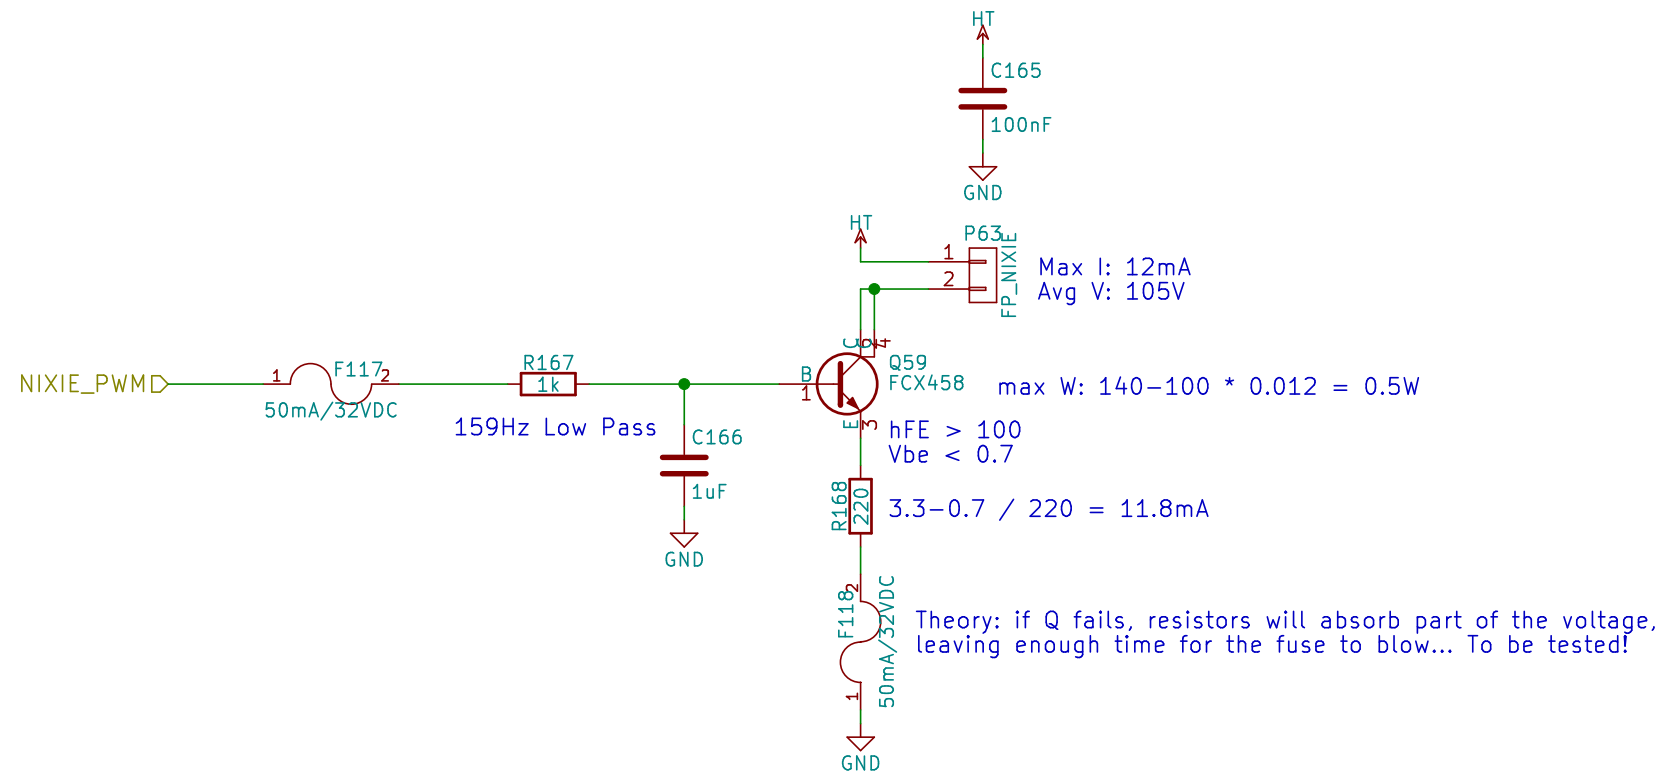 HT
C165
100nF
GND
HT
P63
1
2
FP_NIXIE
Max I: 12mA
Avg V: 105V
NIXIE_PWM
1
F117
2
50mA/32VDC
R167
1k
159Hz Low Pass
C166
1uF
GND
B
1
C
4
Q59
FCX458
max W: 140-100 * 0.012 = 0.5W
E
3
hFE > 100
Vbe < 0.7
R168
220
3.3-0.7 / 220 = 11.8mA
2
F118
50mA/32VDC
1
GND
Theory: if Q fails, resistors will absorb part of the voltage,
leaving enough time for the fuse to blow... To be tested!